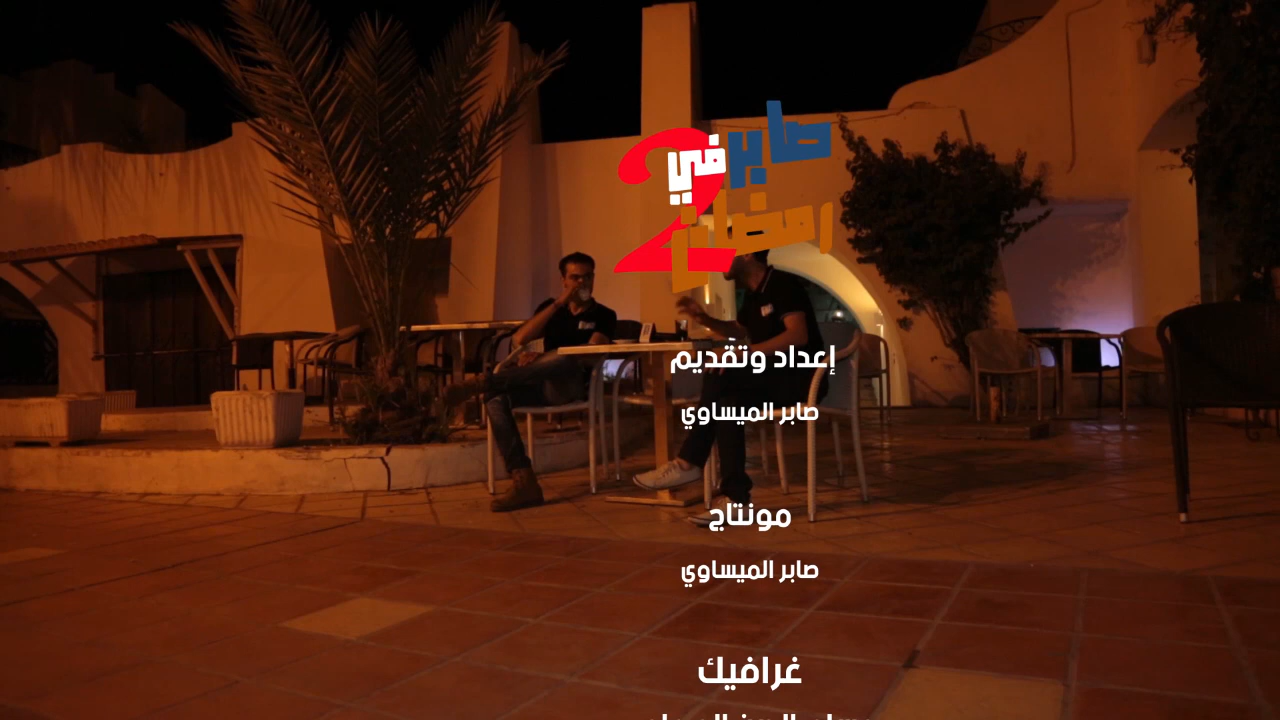 صابر في
رمضان 2
إعداد وتقديم
صابر الميساوي
مونتاج
صابر الميساوي
غرافيك